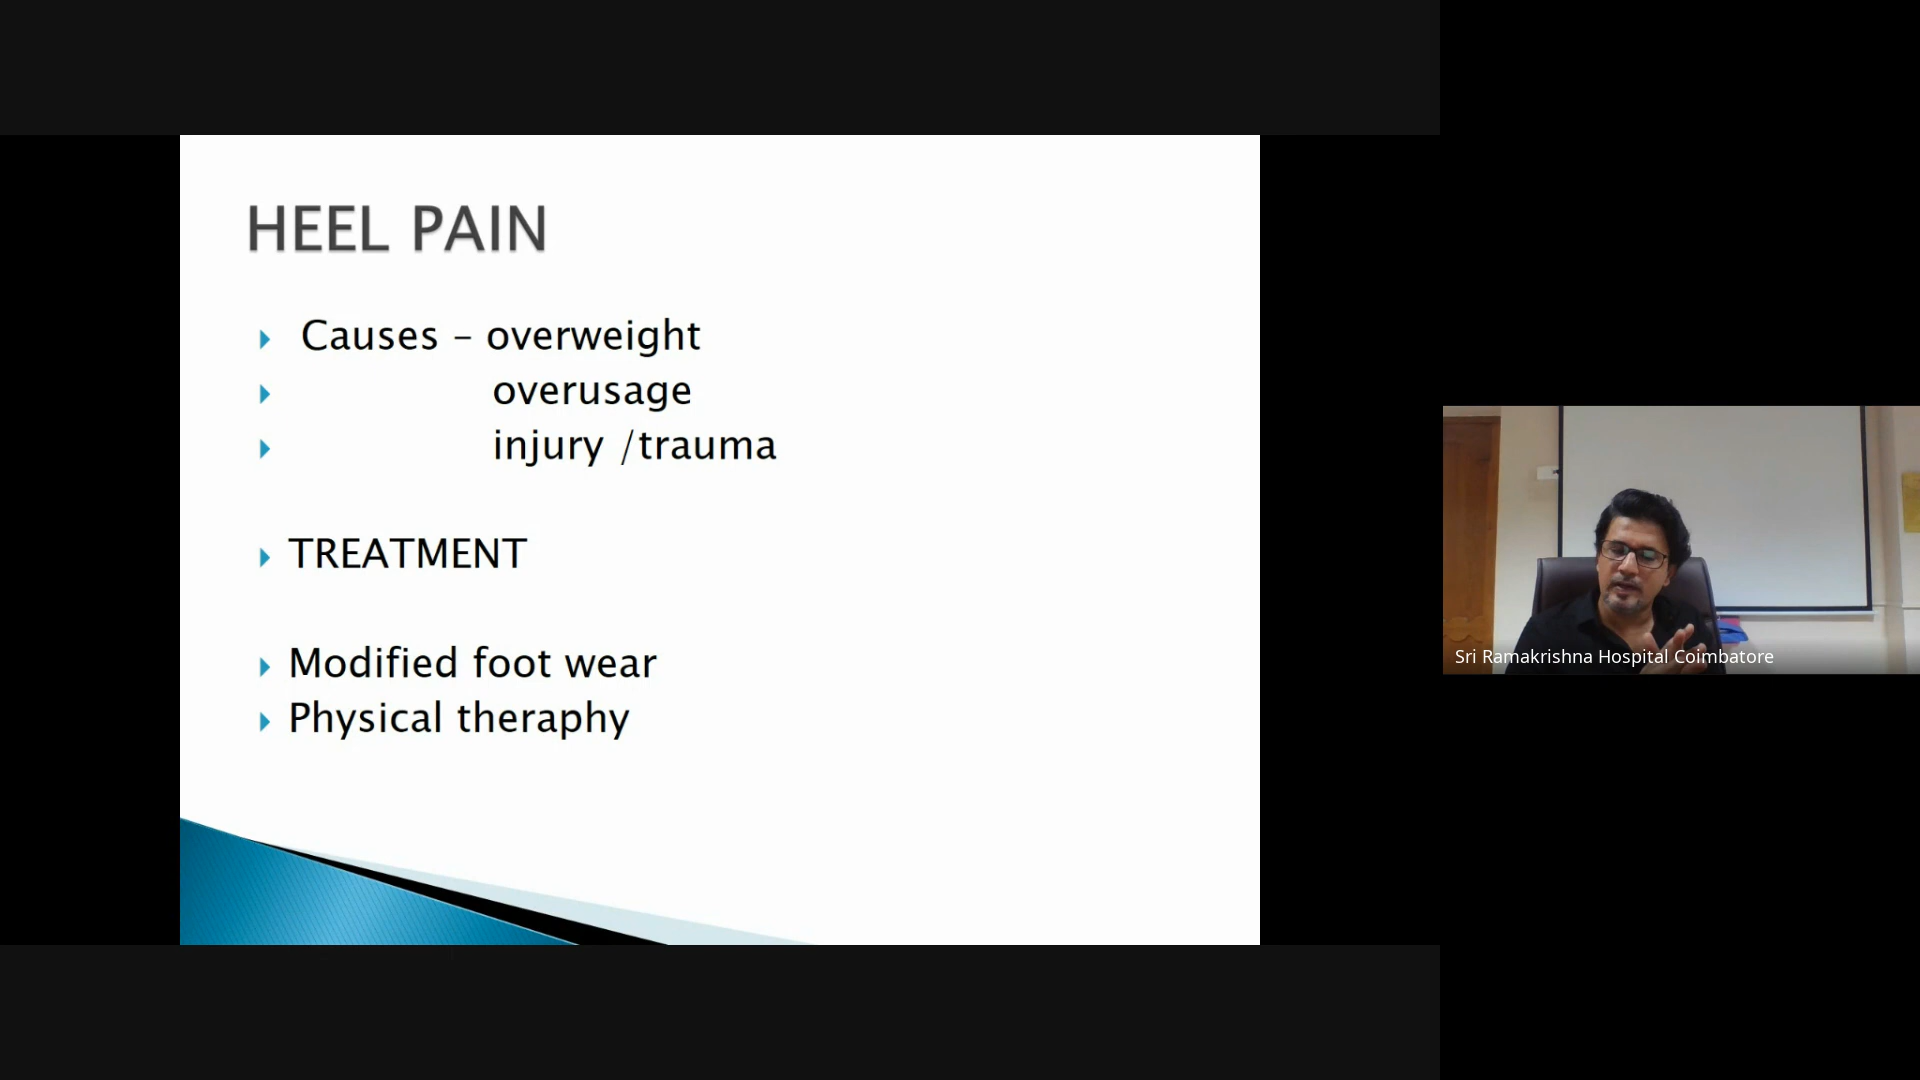 HEEL PAIN
Causes – overweight
overusage
injury /trauma
TREATMENT
Modified foot wear
Physical theraphy
Sri Ramakrishna Hospital Coimbatore